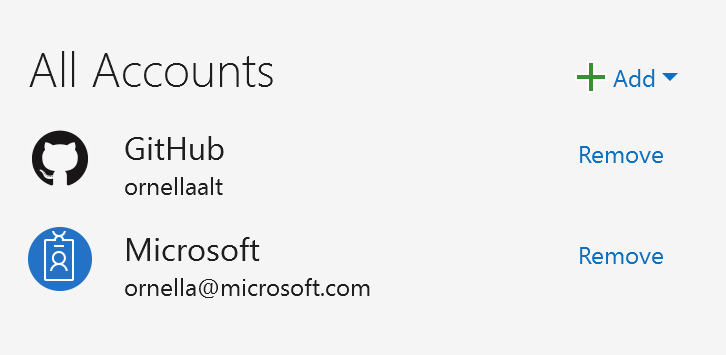 All Accounts
Add
GitHub
Remove
ornellaalt
Microsoft
Remove
ornella@microsoft.com